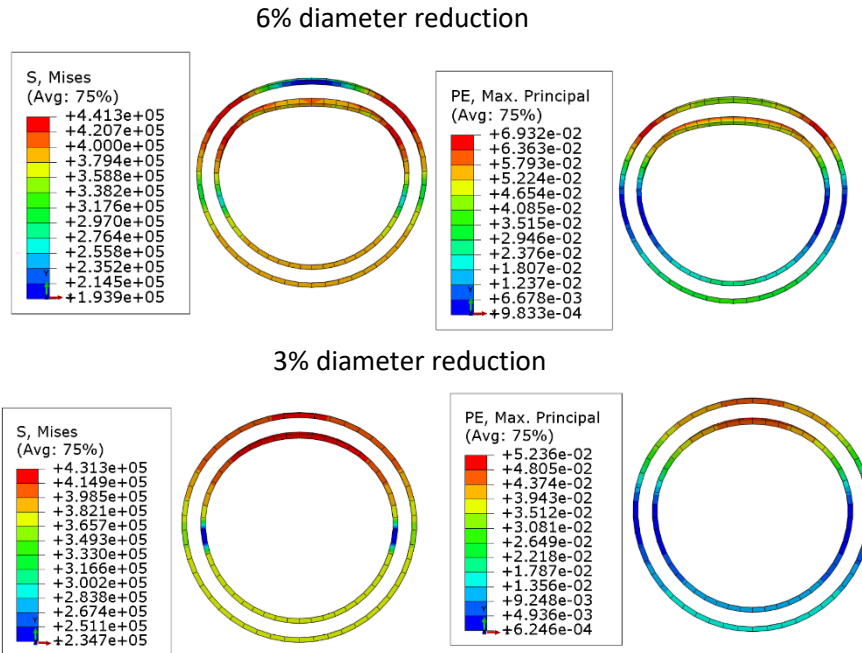 6% diameter reduction
S, Mises
(Avg: 75%)
+4.413e+05
+4.207e+05
+4.000e+05
+3.794e+05
+3.588e+05
+3.382e+05
+3.176e+05
+2.970e+05
+2.764e+05
+2.558e+05
+2.352e+05
+2.145e+05
+1.939e+05
Y
PE, Max. Principal
(Avg: 75%)
+6.932e-02
+6.363e-02
+5.793e-02
+5.224e-02
+4.654e-02
+4.085e-02
+3.515e-02
+2.946e-02
+2.376e-02
+1.807e-02
+1.237e-02
+6.678e-03
+9.833e-04
Y
3% diameter reduction
S, Mises
(Avg: 75%)
+4.313e+05
+4.149e+05
+3.985e+05
+3.821e+05
+3.657e+05
+3.493e+05
+3.330e+05
+3.166e+05
+3.002e+05
+2.838e+05
+2.674e+05
+2.511e+05
+2.347e+05
Y
PE, Max. Principal
(Avg: 75%)
+5.236e-02
+4.805e-02
+4.374e-02
+3.943e-02
+3.512e-02
+3.081e-02
+2.649e-02
+2.218e-02
+1.787e-02
+1.356e-02
+9.248e-03
+4.936e-03
+6.246e-04
Y